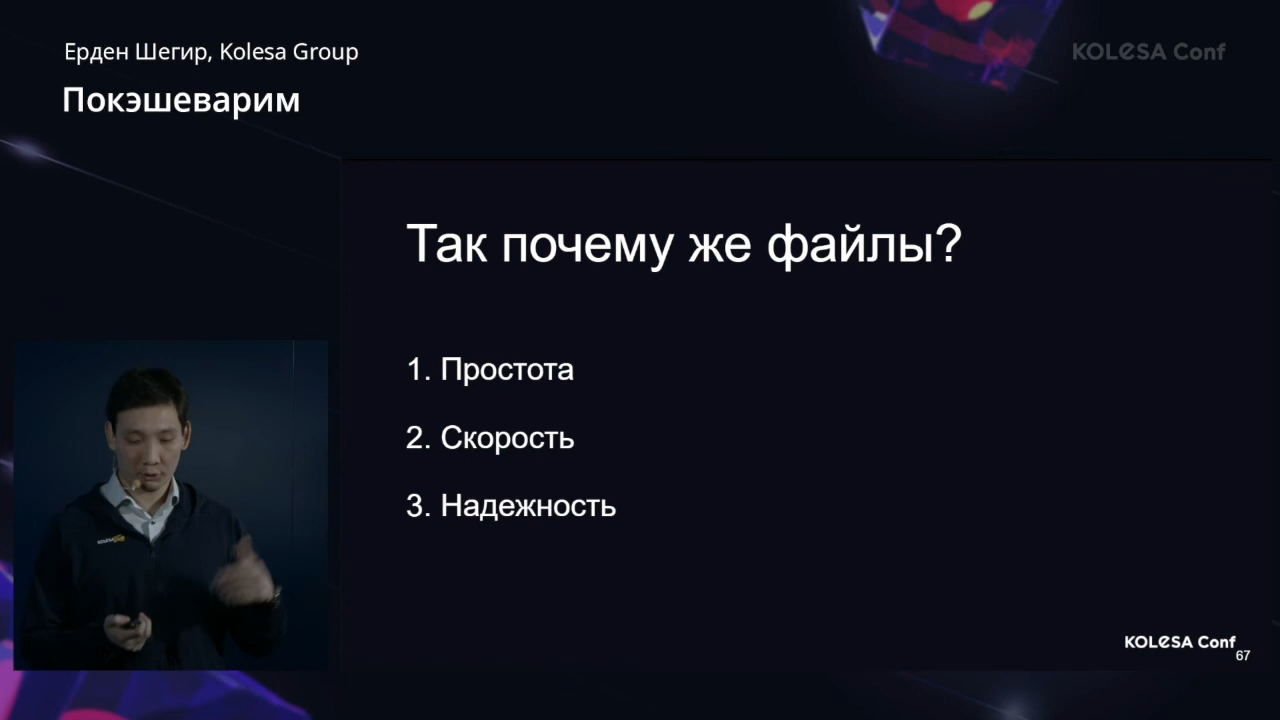 Ерден Шегир, Kolesa Group
KOLESA Conf
Покэшеварим
Так почему же файлы?
1. Простота
2. Скорость
3. Надежность
KOLESA Conf
67